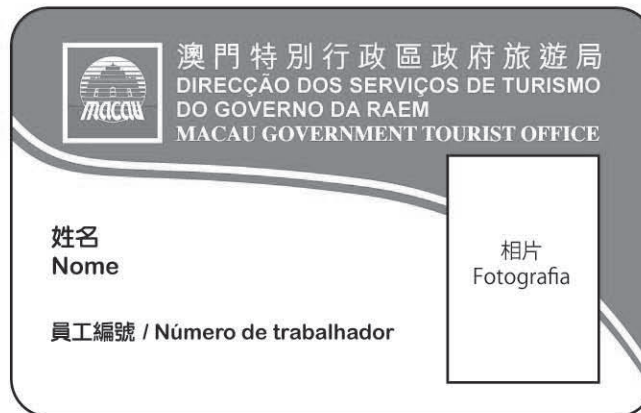 澳門特別行政區政府旅遊局
DIRECÇÃO DOS SERVIÇOS DE TURISMO
DO GOVERNO DA RAEM
MACAU GOVERNMENT TOURIST OFFICE
MACAU
姓名
Nome
相片
Fotografia
員工編號 / Número de trabalhador